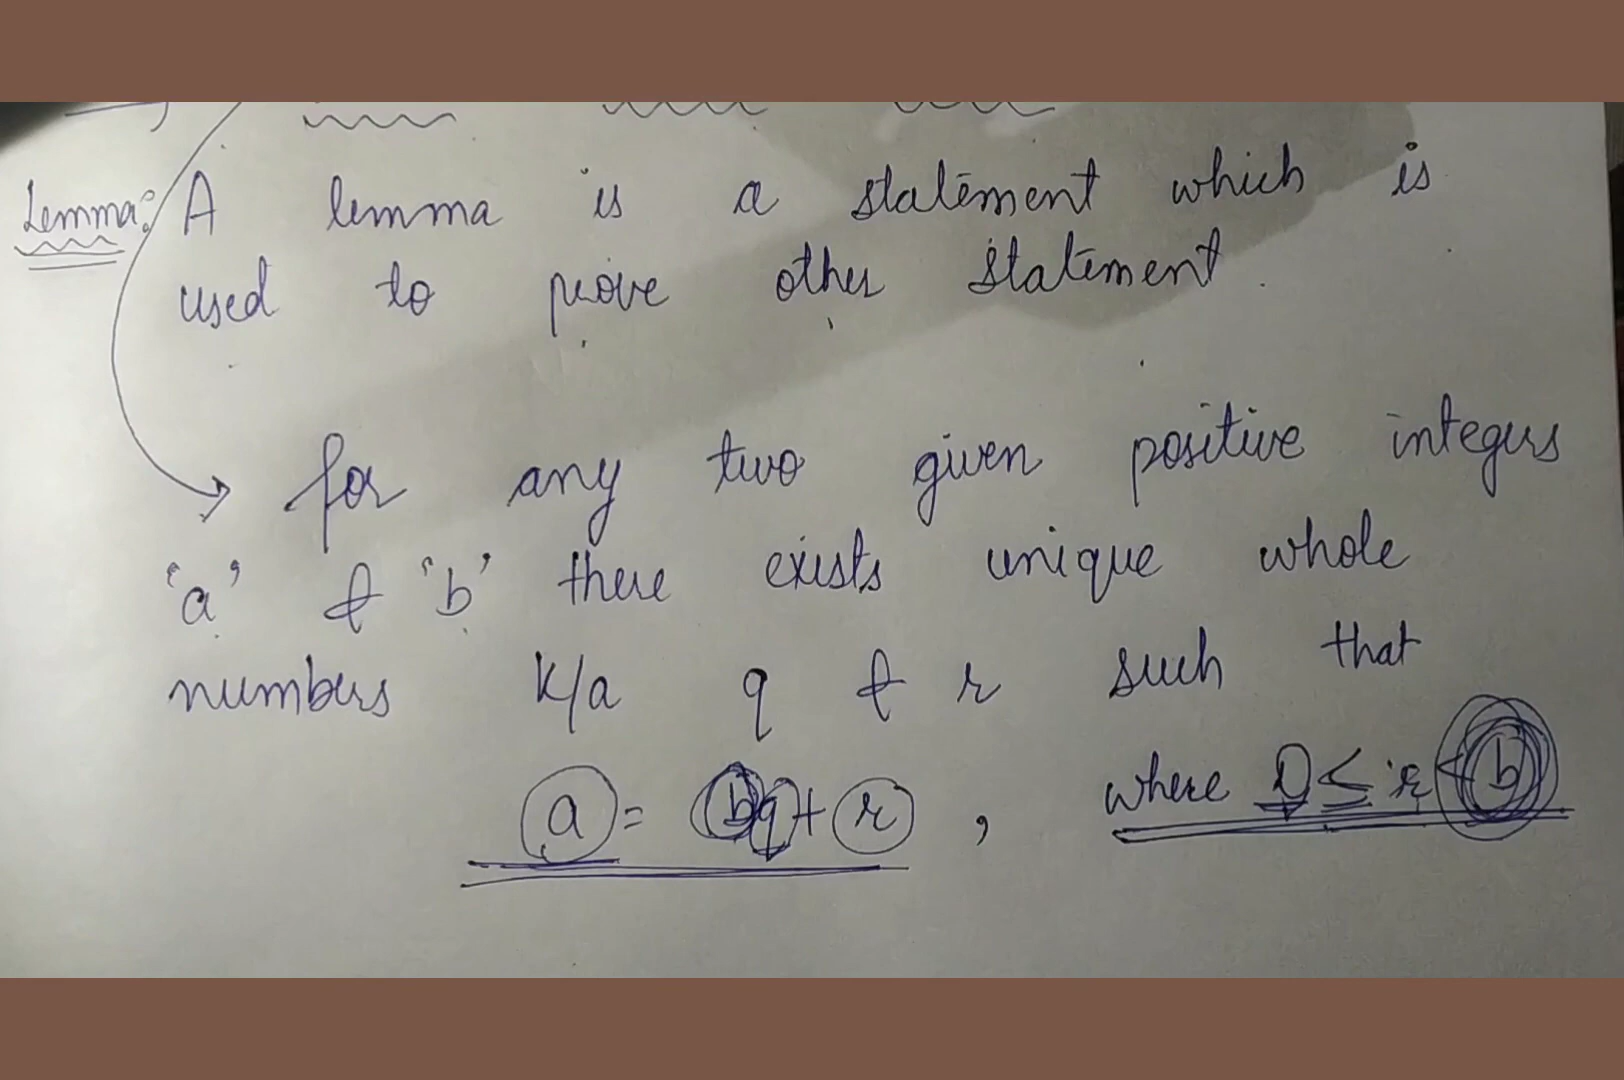 Lemma: A lemma is a statement which is
used to prove other statement.
for any two given positive integers
'a' & 'b' there exists unique whole
numbers k/a q & r such that
a = bq + r , where 0 ≤ r < b